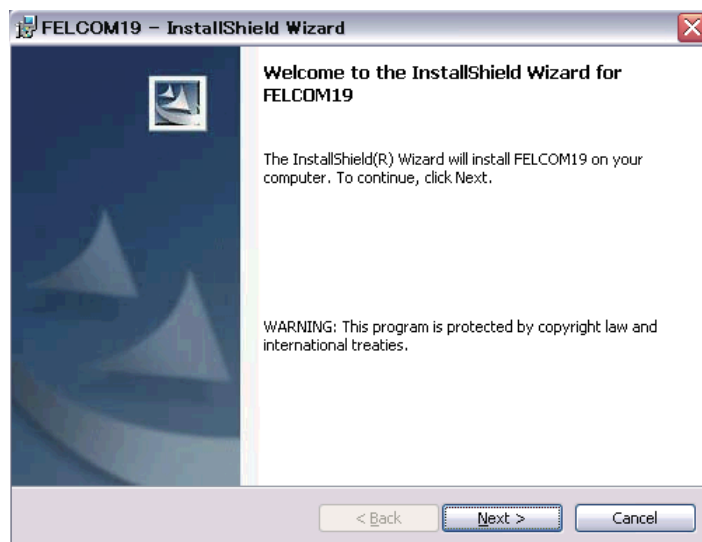 FELCOM19 - InstallShield Wizard
Welcome to the InstallShield Wizard for
FELCOM19
The InstallShield(R) Wizard will install FELCOM19 on your
computer. To continue, click Next.
WARNING: This program is protected by copyright law and
international treaties.
< Back
Next >
Cancel